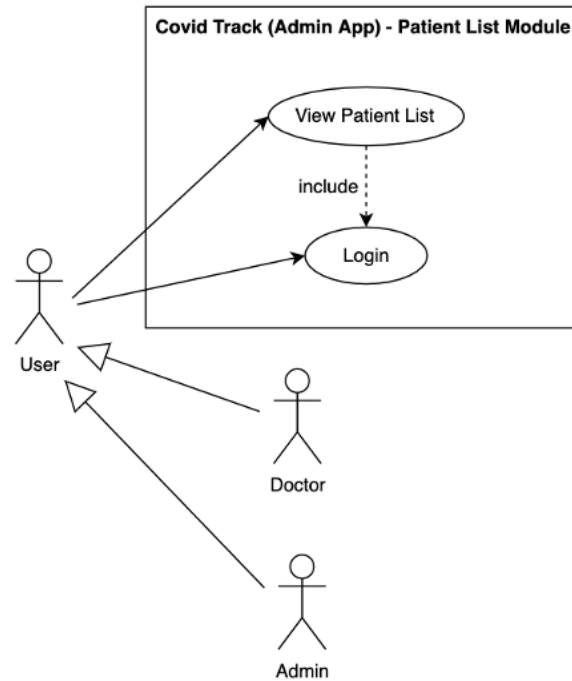 Covid Track (Admin App) - Patient List Module
View Patient List
include
Login
User
Doctor
Admin